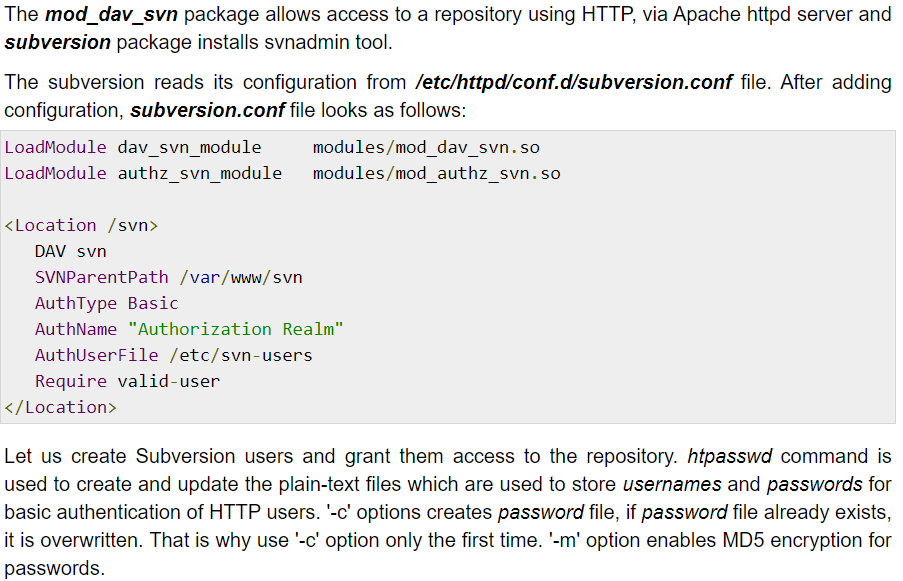 The mod_dav_svn package allows access to a repository using HTTP, via Apache httpd server and
subversion package installs svnadmin tool.
The subversion reads its configuration from /etc/httpd/conf.d/subversion.conf file. After adding
configuration, subversion.conf file looks as follows:
LoadModule dav_svn_module     modules/mod_dav_svn.so
LoadModule authz_svn_module   modules/mod_authz_svn.so
<Location /svn>
   DAV svn
   SVNParentPath /var/www/svn
   AuthType Basic
   AuthName "Authorization Realm"
   AuthUserFile /etc/svn-users
   Require valid-user
</Location>
Let us create Subversion users and grant them access to the repository. htpasswd command is
used to create and update the plain-text files which are used to store usernames and passwords for
basic authentication of HTTP users. '-c' options creates password file, if password file already exists,
it is overwritten. That is why use '-c' option only the first time. '-m' option enables MD5 encryption for
passwords.